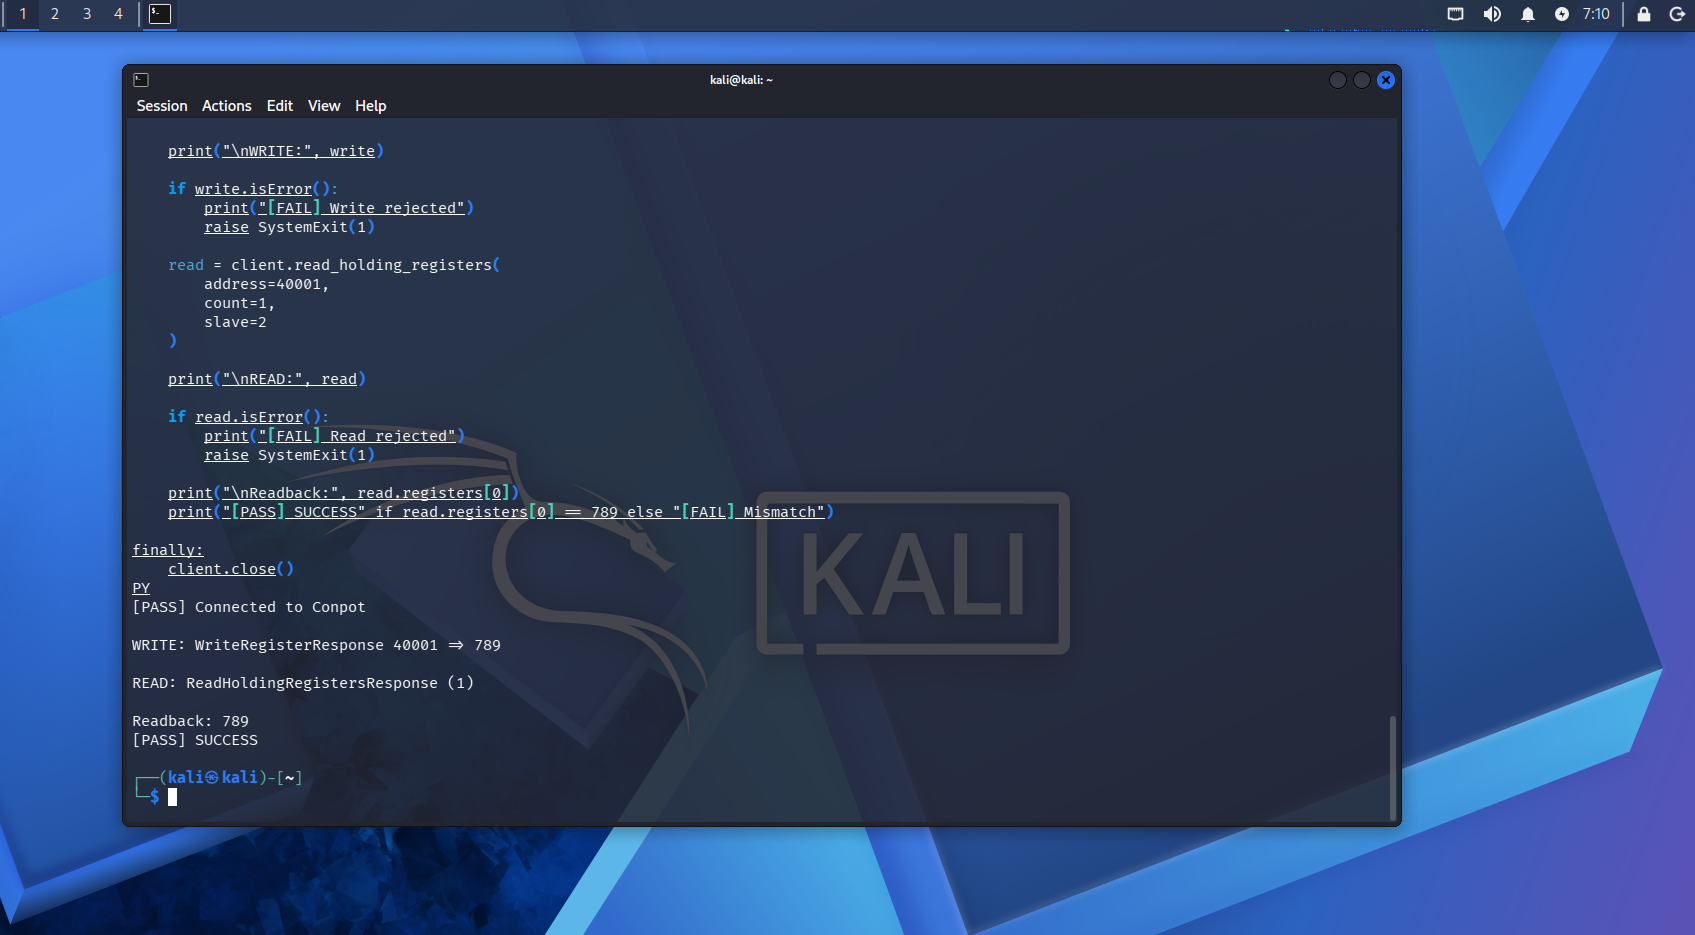 1 2 3 4 7:10
kali@kali: ~
Session Actions Edit View Help
print("\nWRITE:", write)
if write.isError():
print("[FAIL] Write rejected")
raise SystemExit(1)
read = client.read_holding_registers(
address=40001,
count=1,
slave=2
)
print("\nREAD:", read)
if read.isError():
print("[FAIL] Read rejected")
raise SystemExit(1)
print("\nReadback:", read.registers[0])
print("[PASS] SUCCESS" if read.registers[0] == 789 else "[FAIL] Mismatch")
finally:
client.close()
PY
[PASS] Connected to Conpot
WRITE: WriteRegisterResponse 40001 => 789
READ: ReadHoldingRegistersResponse (1)
Readback: 789
[PASS] SUCCESS
┌──(kali㉿kali)-[~]
└─$
KALI